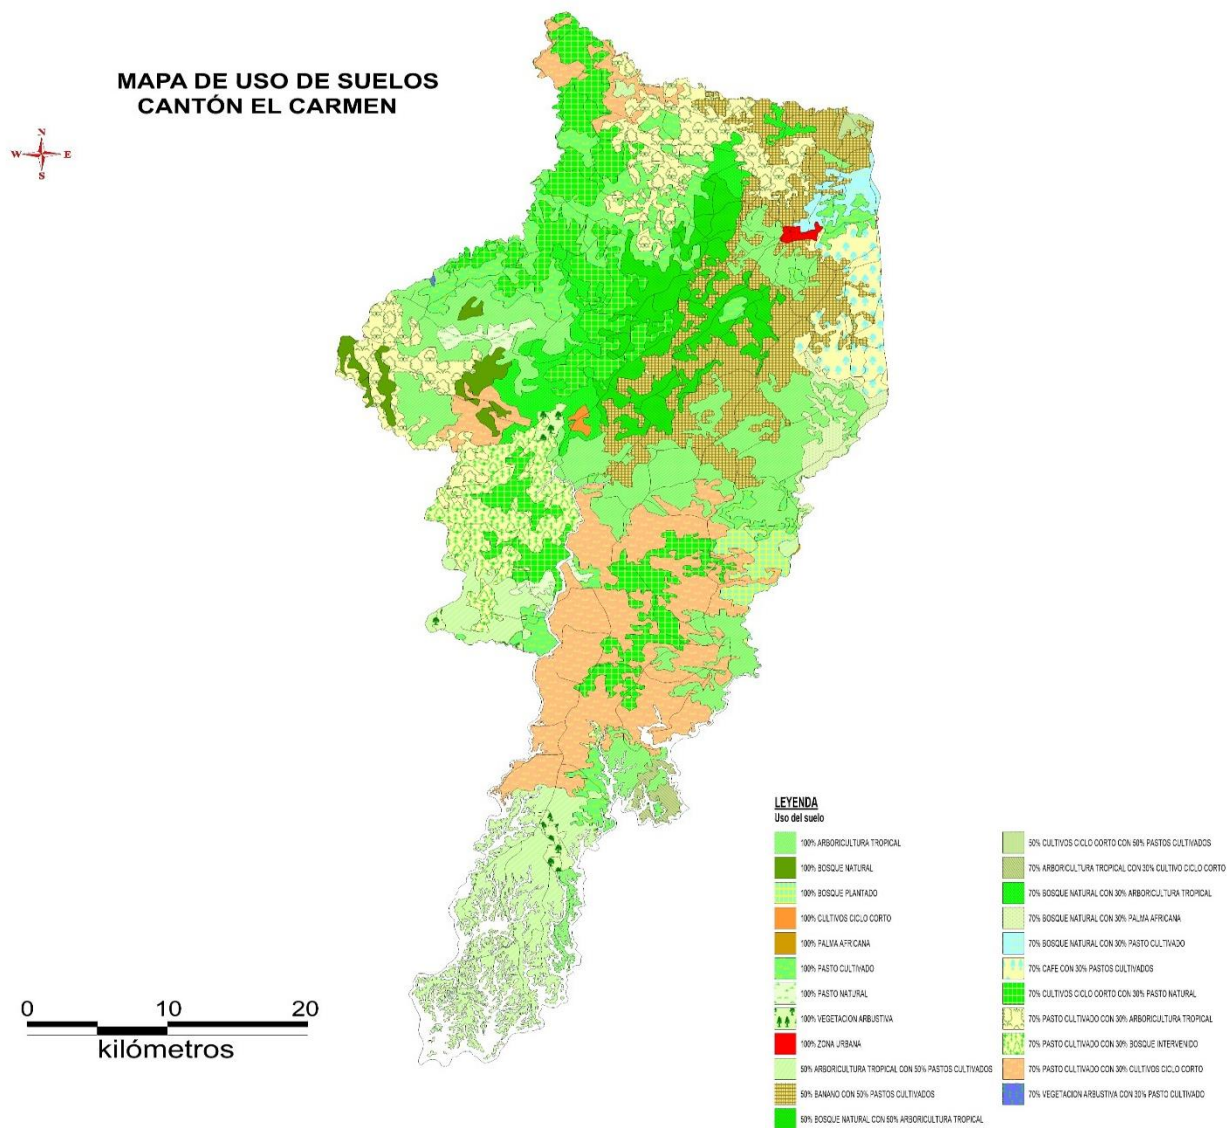 MAPA DE USO DE SUELOS
CANTÓN EL CARMEN
N
W E
S
0 10 20
kilómetros
LEYENDA
Uso del suelo
100% ARBORICULTURA TROPICAL
100% BOSQUE NATURAL
100% BOSQUE PLANTADO
100% CULTIVOS CICLO CORTO
100% PALMA AFRICANA
100% PASTO CULTIVADO
100% PASTO NATURAL
100% VEGETACION ARBUSTIVA
100% ZONA URBANA
50% ARBORICULTURA TROPICAL CON 50% PASTOS CULTIVADOS
50% BANANO CON 50% PASTOS CULTIVADOS
50% BOSQUE NATURAL CON 50% ARBORICULTURA TROPICAL
50% CULTIVOS CICLO CORTO CON 50% PASTOS CULTIVADOS
70% ARBORICULTURA TROPICAL CON 30% CULTIVO CICLO CORTO
70% BOSQUE NATURAL CON 30% ARBORICULTURA TROPICAL
70% BOSQUE NATURAL CON 30% PALMA AFRICANA
70% BOSQUE NATURAL CON 30% PASTO CULTIVADO
70% CAFE CON 30% PASTOS CULTIVADOS
70% CULTIVOS CICLO CORTO CON 30% PASTO NATURAL
70% PASTO CULTIVADO CON 30% ARBORICULTURA TROPICAL
70% PASTO CULTIVADO CON 30% BOSQUE INTERVENIDO
70% PASTO CULTIVADO CON 30% CULTIVOS CICLO CORTO
70% VEGETACION ARBUSTIVA CON 30% PASTO CULTIVADO